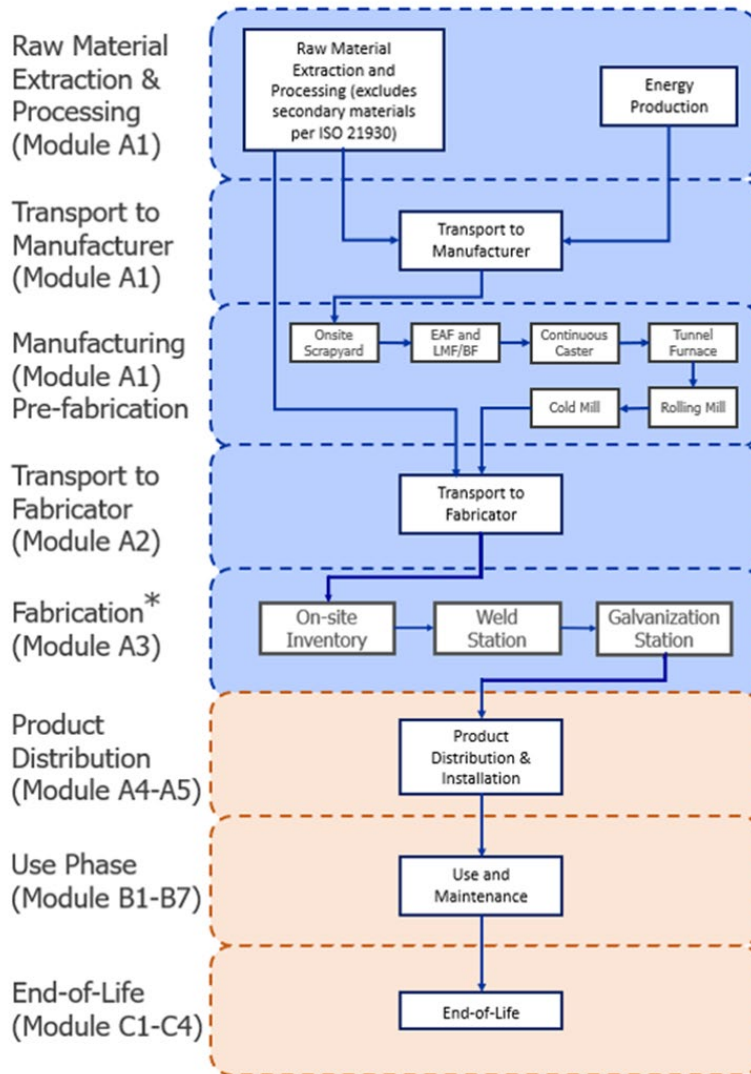 Raw Material
Extraction &
Processing
(Module A1)
Raw Material
Extraction and
Processing (excludes
secondary materials
per ISO 21930)
Energy
Production
Transport to
Manufacturer
(Module A1)
Transport to
Manufacturer
Manufacturing
(Module A1)
Pre-fabrication
Onsite
Scrapyard
EAF and
LMF/BF
Continuous
Caster
Tunnel
Furnace
Cold Mill
Rolling Mill
Transport to
Fabricator
(Module A2)
Transport to
Fabricator
Fabrication*
(Module A3)
On-site
Inventory
Weld
Station
Galvanization
Station
Product
Distribution
(Module A4-A5)
Product
Distribution &
Installation
Use Phase
(Module B1-B7)
Use and
Maintenance
End-of-Life
(Module C1-C4)
End-of-Life